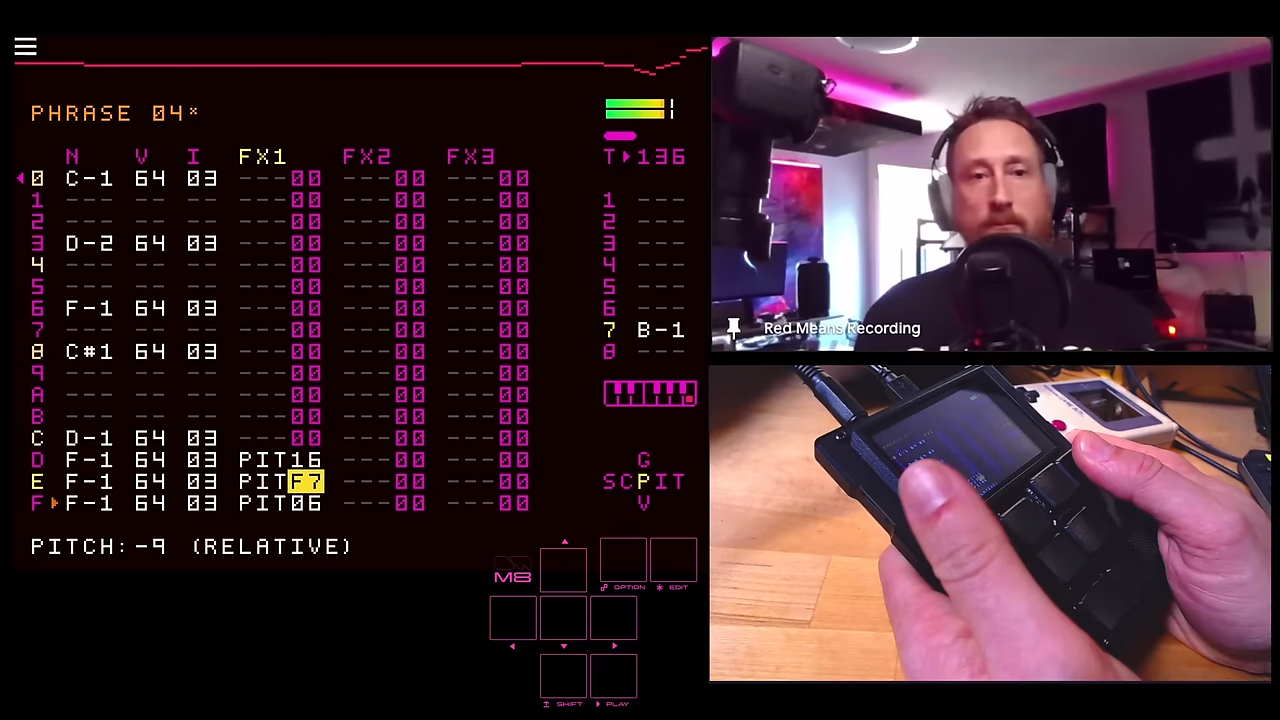 PHRASE 04*
N V I FX1 FX2 FX3 T▸136
0 C-1 64 03 ---00 ---00 ---00
1 --- -- -- ---00 ---00 ---00 1 ---
2 --- -- -- ---00 ---00 ---00 2 ---
3 D-2 64 03 ---00 ---00 ---00 3 ---
4 --- -- -- ---00 ---00 ---00 4 ---
5 --- -- -- ---00 ---00 ---00 5 ---
6 F-1 64 03 ---00 ---00 ---00 6 ---
7 --- -- -- ---00 ---00 ---00 7 B-1
8 C#1 64 03 ---00 ---00 ---00 8 ---
9 --- -- -- ---00 ---00 ---00
A --- -- -- ---00 ---00 ---00
B --- -- -- ---00 ---00 ---00
C D-1 64 03 ---00 ---00 ---00
D F-1 64 03 PIT16 ---00 ---00 G
E F-1 64 03 PITF7 ---00 ---00 SCPIT
F F-1 64 03 PIT06 ---00 ---00 V
PITCH:-9 (RELATIVE)
M8
OPTION EDIT
SHIFT PLAY
Red Means Recording